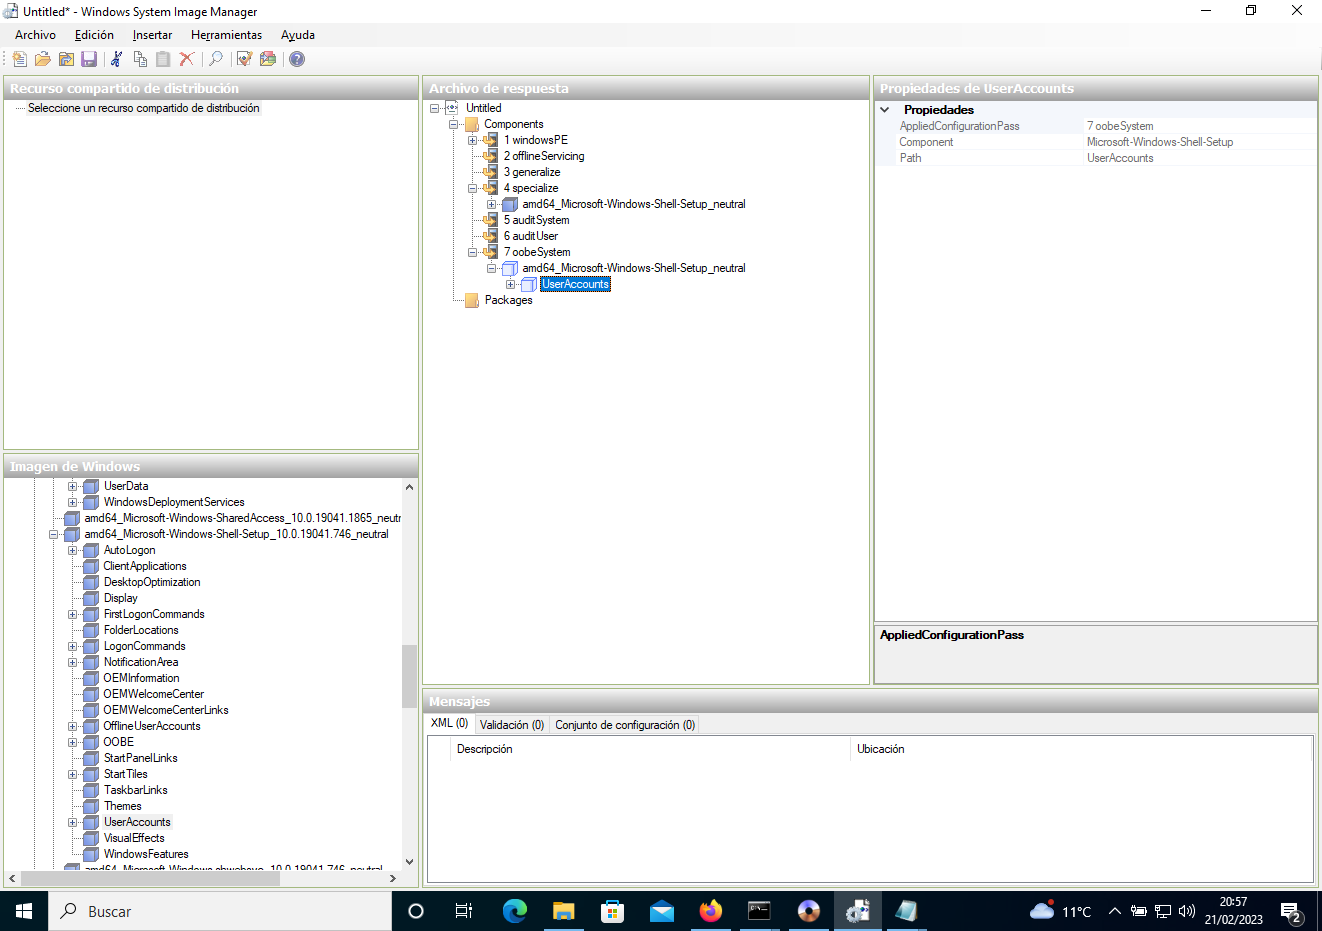 Untitled* - Windows System Image Manager
Archivo Edición Insertar Herramientas Ayuda
Recurso compartido de distribución
Seleccione un recurso compartido de distribución
Archivo de respuesta
Untitled
Components
1 windowsPE
2 offlineServicing
3 generalize
4 specialize
amd64_Microsoft-Windows-Shell-Setup_neutral
5 auditSystem
6 auditUser
7 oobeSystem
amd64_Microsoft-Windows-Shell-Setup_neutral
UserAccounts
Packages
Propiedades de UserAccounts
Propiedades
AppliedConfigurationPass 7 oobeSystem
Component Microsoft-Windows-Shell-Setup
Path UserAccounts
AppliedConfigurationPass
Imagen de Windows
UserData
WindowsDeploymentServices
amd64_Microsoft-Windows-SharedAccess_10.0.19041.1865_neutr
amd64_Microsoft-Windows-Shell-Setup_10.0.19041.746_neutral
AutoLogon
ClientApplications
DesktopOptimization
Display
FirstLogonCommands
FolderLocations
LogonCommands
NotificationArea
OEMInformation
OEMWelcomeCenter
OEMWelcomeCenterLinks
OfflineUserAccounts
OOBE
StartPanelLinks
StartTiles
TaskbarLinks
Themes
UserAccounts
VisualEffects
WindowsFeatures
Mensajes
XML (0) Validación (0) Conjunto de configuración (0)
Descripción Ubicación
Buscar
11°C
20:57
21/02/2023
2